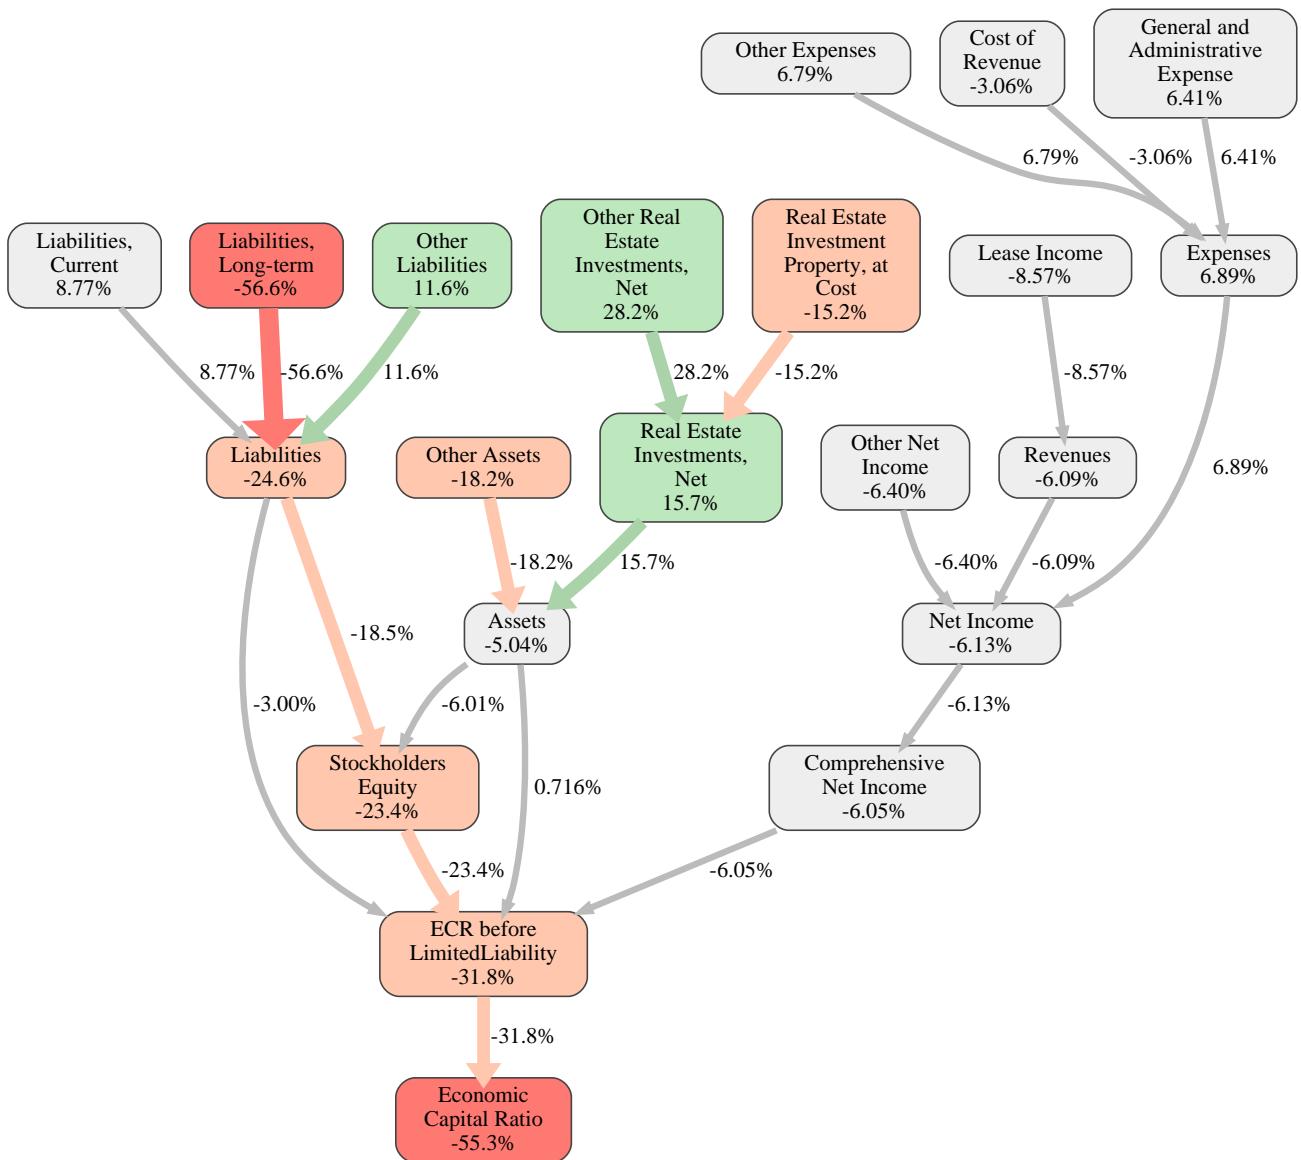 Other Expenses
6.79%
Cost of
Revenue
-3.06%
General and
Administrative
Expense
6.41%
6.79%
-3.06%
6.41%
Liabilities,
Current
8.77%
Liabilities,
Long-term
-56.6%
Other
Liabilities
11.6%
Other Real
Estate
Investments,
Net
28.2%
Real Estate
Investment
Property, at
Cost
-15.2%
Lease Income
-8.57%
Expenses
6.89%
8.77%
-56.6%
11.6%
28.2%
-15.2%
-8.57%
6.89%
Liabilities
-24.6%
Other Assets
-18.2%
Real Estate
Investments,
Net
15.7%
Other Net
Income
-6.40%
Revenues
-6.09%
-18.2%
15.7%
-6.40%
-6.09%
Assets
-5.04%
Net Income
-6.13%
-18.5%
-3.00%
-6.01%
0.716%
-6.13%
Stockholders
Equity
-23.4%
Comprehensive
Net Income
-6.05%
-23.4%
-6.05%
ECR before
LimitedLiability
-31.8%
-31.8%
Economic
Capital Ratio
-55.3%